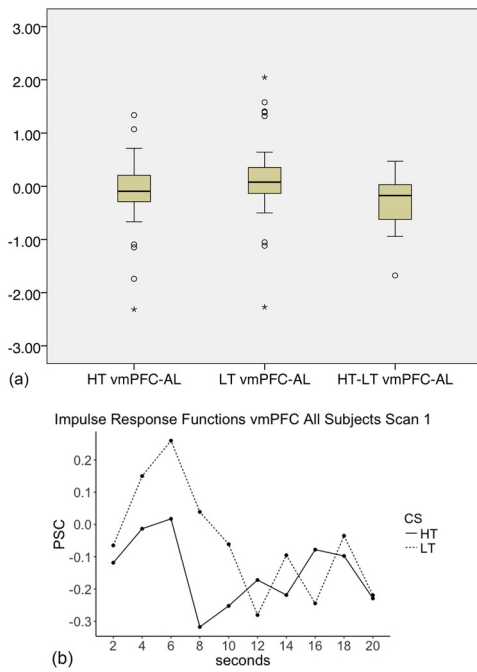 3.00
2.00
1.00
0.00
-1.00
-2.00
-3.00
HT vmPFC-AL LT vmPFC-AL HT-LT vmPFC-AL
(a)
Impulse Response Functions vmPFC All Subjects Scan 1
0.2
0.1
0.0
-0.1
-0.2
-0.3
PSC
CS
HT
LT
2 4 6 8 10 12 14 16 18 20
seconds
(b)